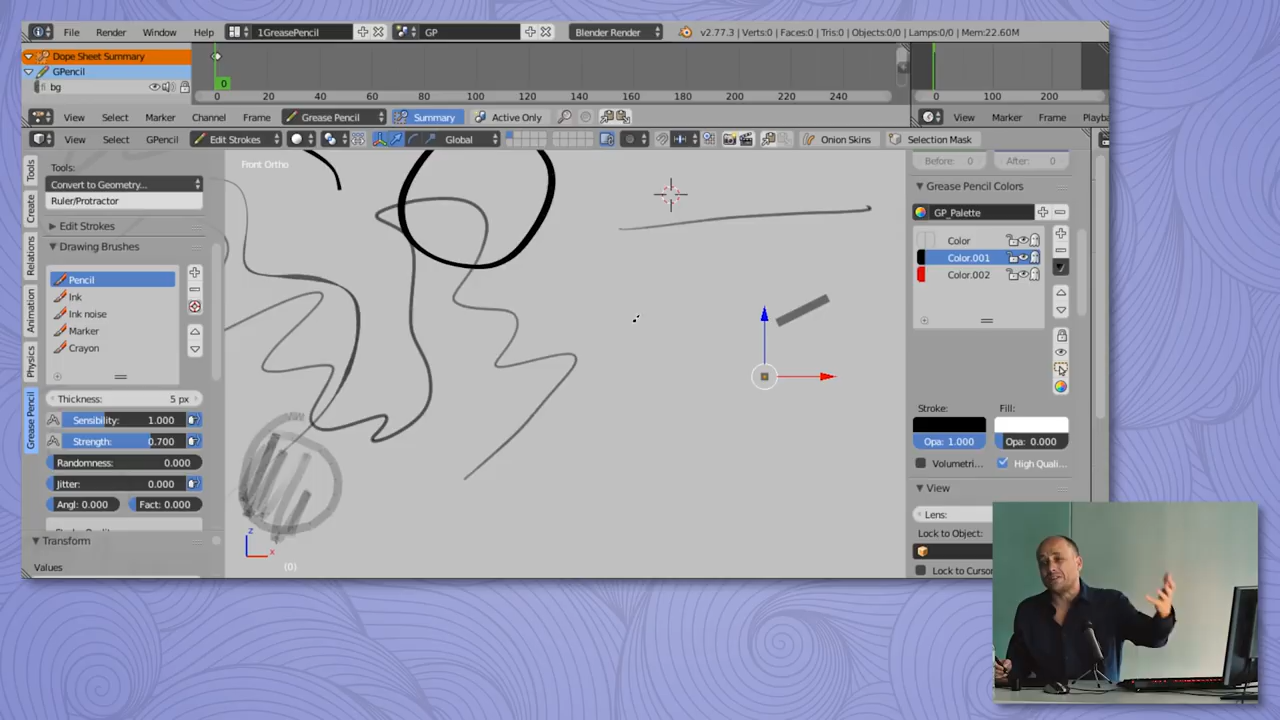 File Render Window Help 1GreasePencil GP Blender Render v2.77.3 | Verts:0 | Faces:0 | Tris:0 | Objects:0/0 | Lamps:0/0 | Mem:22.60M
Dope Sheet Summary
GPencil
bg
0
0 20 40 60 80 100 120 140 160 180 200 220 240 0 100 200
View Select Marker Channel Frame Grease Pencil Summary Active Only View Marker Frame Playba
View Select GPencil Edit Strokes Global Onion Skins Selection Mask
Tools
Create
Relations
Animation
Physics
Grease Pencil
Tools:
Convert to Geometry...
Ruler/Protractor
Edit Strokes
Drawing Brushes
Pencil
Ink
Ink noise
Marker
Crayon
Thickness: 5 px
Sensibility: 1.000
Strength: 0.700
Randomness: 0.000
Jitter: 0.000
Angl: 0.000 Fact: 0.000
Transform
Values
Front Ortho
z
x
(0)
Before: 0 After: 0
Grease Pencil Colors
GP_Palette
Color
Color.001
Color.002
Stroke: Fill:
Opa: 1.000 Opa: 0.000
Volumetri... High Quali...
View
Lens:
Lock to Object:
Lock to Cursor